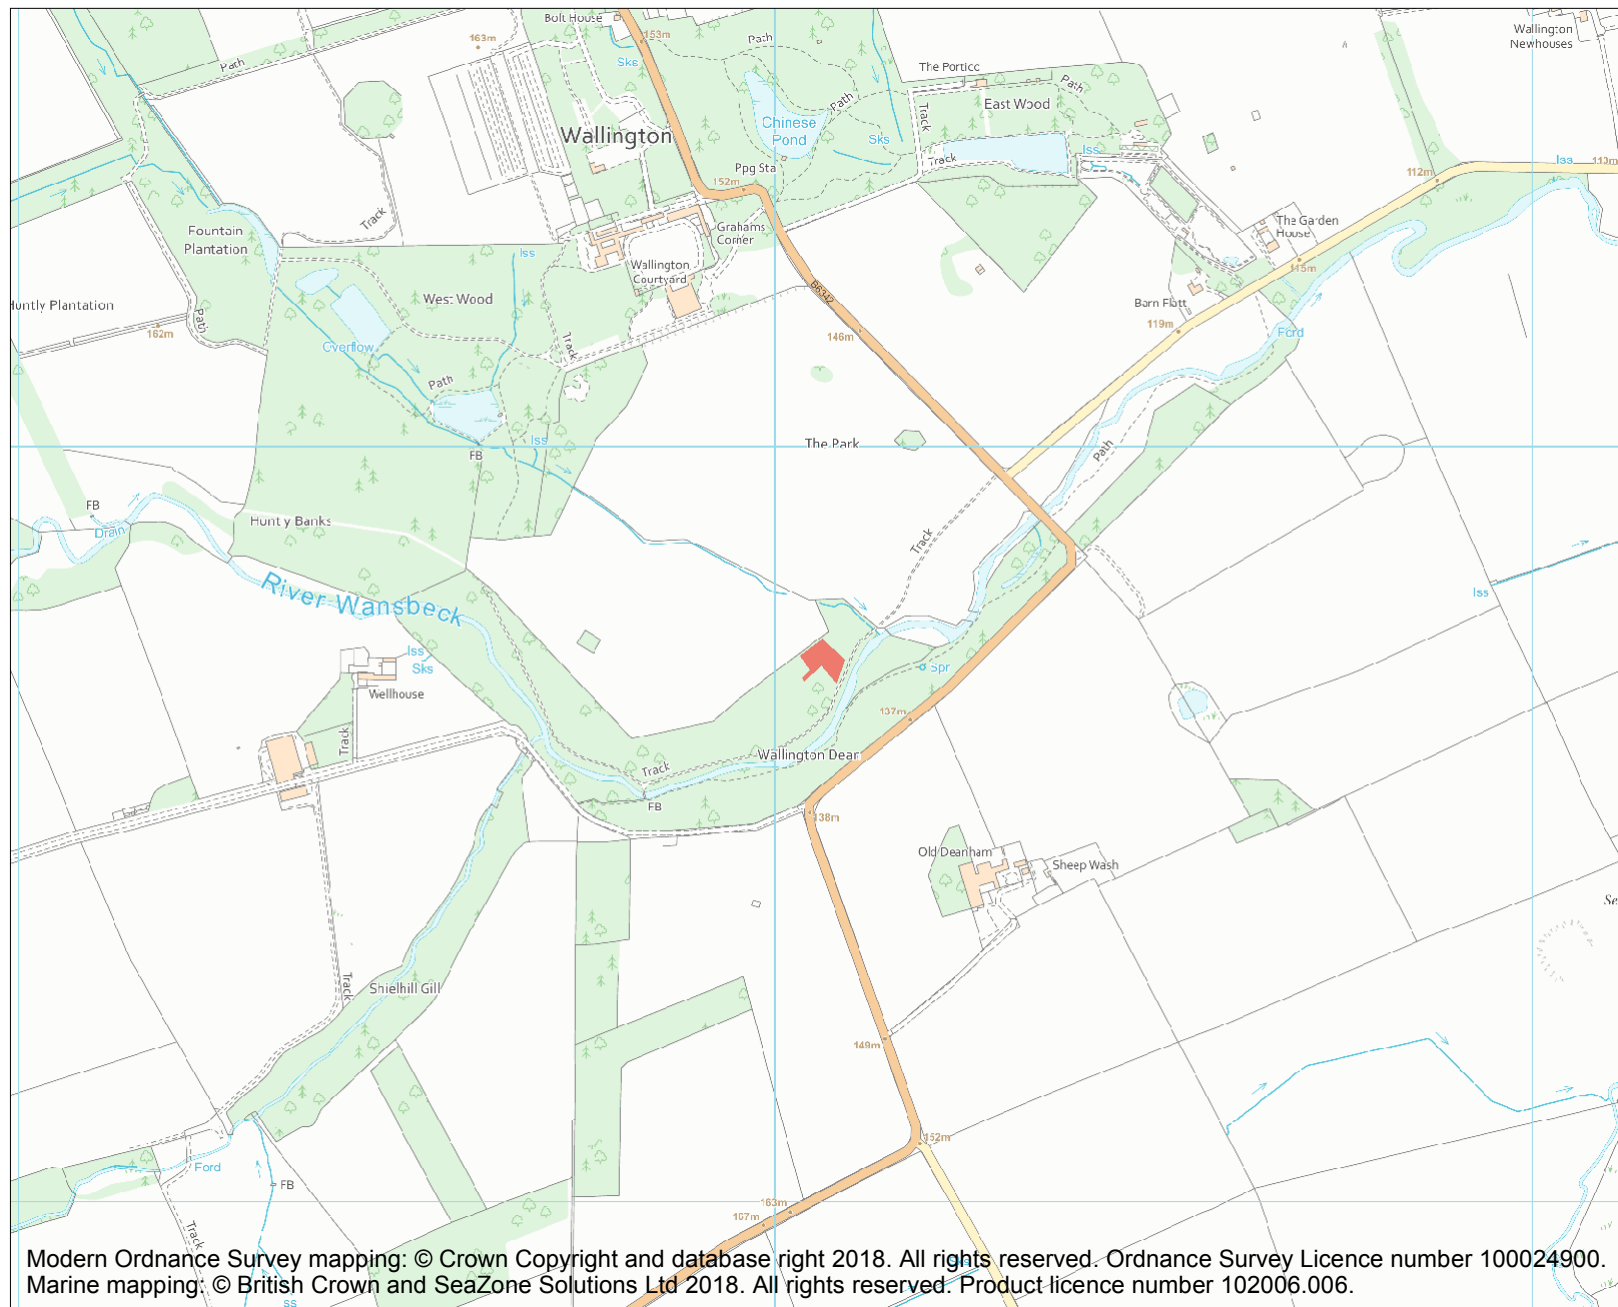 Bolt House
163m
153m
Path
Wallington
Newhouses
Path
Sks
The Portico
Path
Path
Track
East Wood
Chinese
Pond
Wallington
Sks
Iss
Track
Iss
Ppg Sta
152m
112m
Track
Fountain
Plantation
Grahams
Corner
The Garden
House
Iss
Wallington
Courtyard
115m
West Wood
B6342
Barn Flatt
Huntly Plantation
Path
162m
119m
Ford
Overflow
Track
146m
Path
The Park
Iss
FB
Path
FB
Huntly Banks
Drain
Track
River Wansbeck
Iss
Iss
Sks
Spr
Wellhouse
137m
Track
Wallington Dean
Track
FB
138m
Old Deanham
Sheep Wash
Track
Shielhill Gill
149m
152m
Ford
FB
163m
167m
Track
Modern Ordnance Survey mapping: © Crown Copyright and database right 2018. All rights reserved. Ordnance Survey Licence number 100024900.
Marine mapping: © British Crown and SeaZone Solutions Ltd 2018. All rights reserved. Product licence number 102006.006.